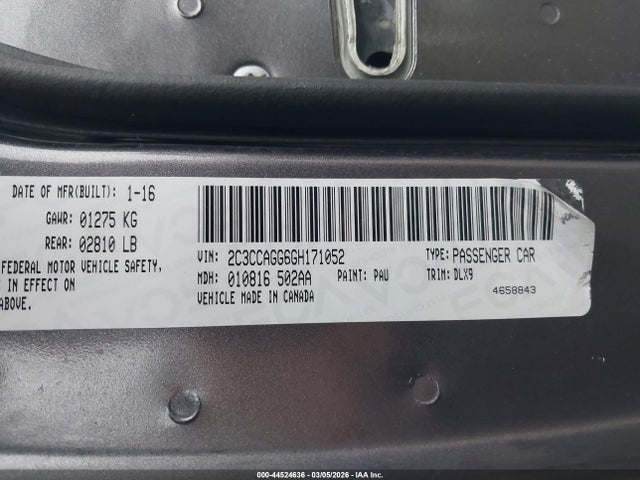 DATE OF MFR(BUILT): 1-16
GAWR: 01275 KG
REAR: 02810 LB
FEDERAL MOTOR VEHICLE SAFETY,
IN EFFECT ON
ABOVE.
VIN: 2C3CCAGG6GH171052 TYPE: PASSENGER CAR
MDH: 010816 502AA PAINT: PAU TRIM: DLX9
VEHICLE MADE IN CANADA 4658843
000-44524636 - 03/05/2026 - IAA Inc.